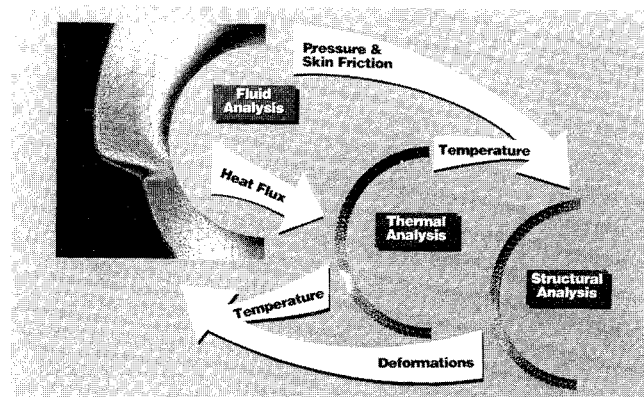 Pressure &
Skin Friction
Fluid
Analysis
Temperature
Heat Flux
Thermal
Analysis
Structural
Analysis
Temperature
Deformations